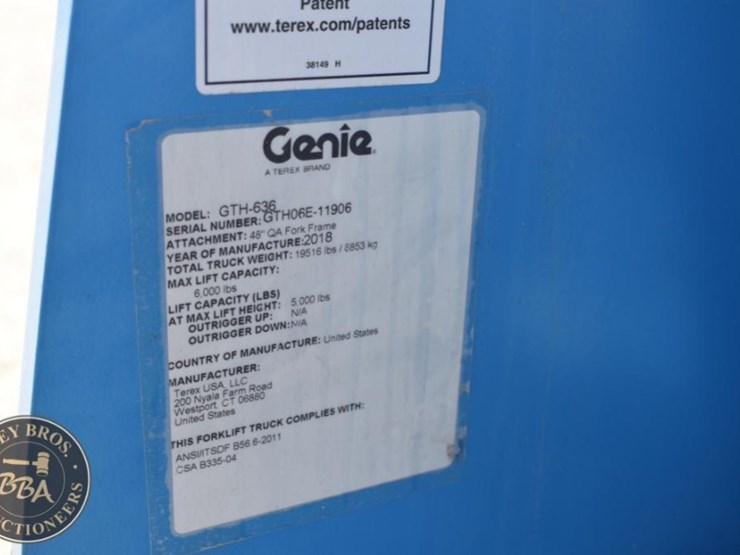 Patent
www.terex.com/patents
38149 H
Genie
A TEREX BRAND
MODEL: GTH-636
SERIAL NUMBER: GTH06E-11906
ATTACHMENT: 48" QA Fork Frame
YEAR OF MANUFACTURE:2018
TOTAL TRUCK WEIGHT: 19516 lbs / 8853 kg
MAX LIFT CAPACITY:
6,000 lbs
LIFT CAPACITY (LBS)
AT MAX LIFT HEIGHT: 5,000 lbs
OUTRIGGER UP: N/A
OUTRIGGER DOWN:N/A
COUNTRY OF MANUFACTURE: United States
MANUFACTURER:
Terex USA, LLC
200 Nyala Farm Road
Westport, CT 06880
United States
THIS FORKLIFT TRUCK COMPLIES WITH:
ANSI/ITSDF B56.6-2011
CSA B335-04
EY BROS.
BBA
CTIONEERS